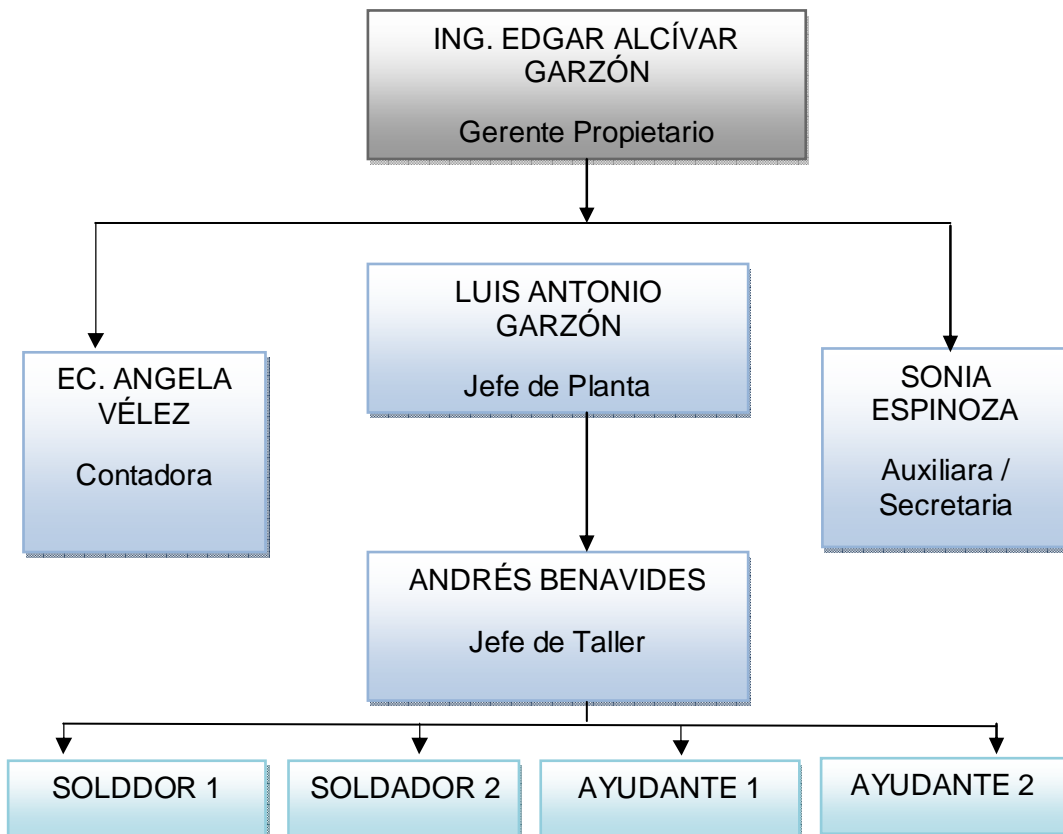 ING. EDGAR ALCÍVAR
GARZÓN
Gerente Propietario
EC. ANGELA
VÉLEZ
Contadora
LUIS ANTONIO
GARZÓN
Jefe de Planta
SONIA
ESPINOZA
Auxiliara /
Secretaria
ANDRÉS BENAVIDES
Jefe de Taller
SOLDDOR 1
SOLDADOR 2
AYUDANTE 1
AYUDANTE 2